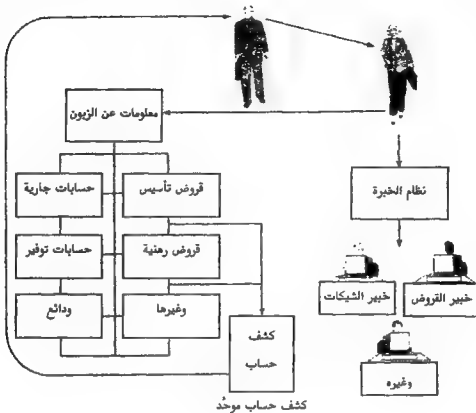 معلومات عن الزبون
نظام الخبرة
قروض تأسيس
حسابات جارية
قروض رهنية
حسابات توفير
وغيرها
ودائع
خبير القروض
خبير الشيكات
وغيره
كشف
حساب
كشف حساب موحَّد